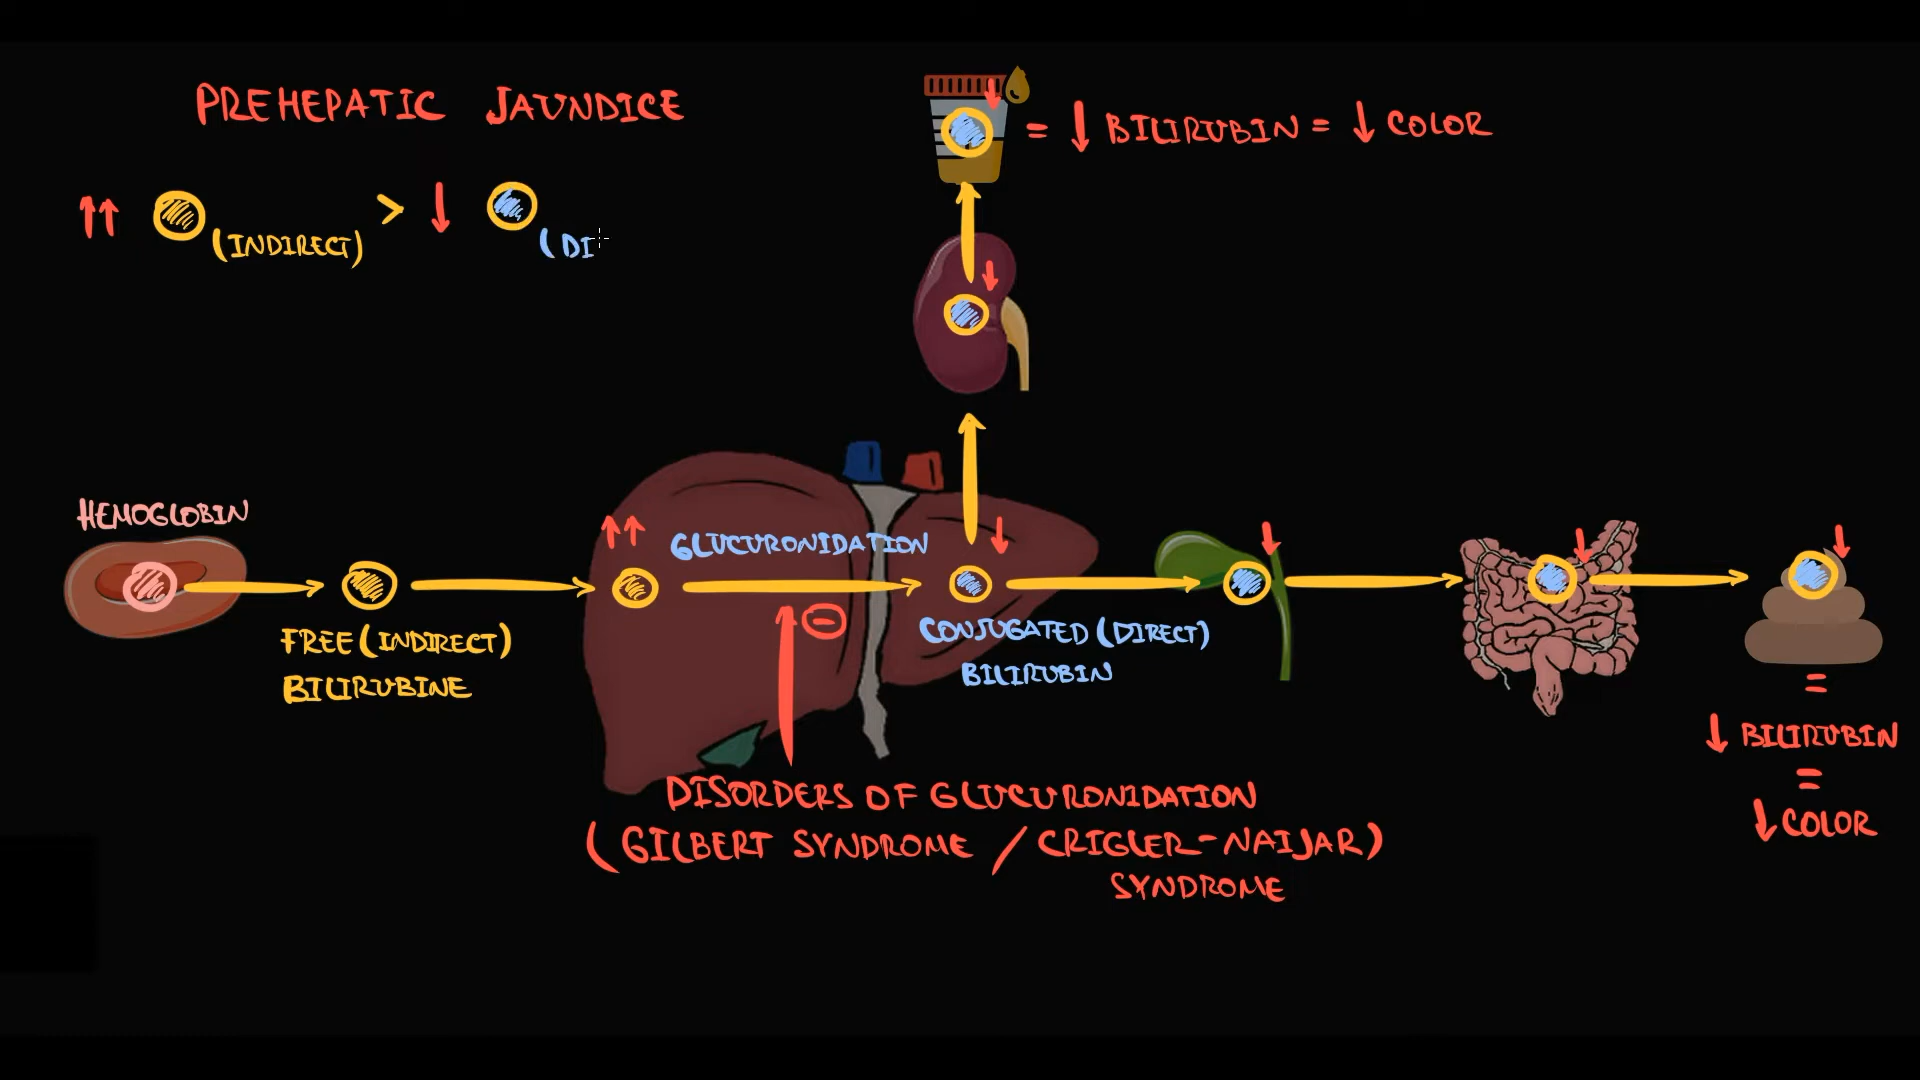 PREHEPATIC JAUNDICE
↑↑ (INDIRECT) > ↓ (DI
= ↓ BILIRUBIN = ↓ COLOR
HEMOGLOBIN
FREE (INDIRECT)
BILIRUBINE
↑↑ GLUCURONIDATION ↓
CONJUGATED (DIRECT)
BILIRUBIN
DISORDERS OF GLUCURONIDATION
(GILBERT SYNDROME / CRIGLER-NAIJAR)
SYNDROME
=
↓ BILIRUBIN
=
↓ COLOR